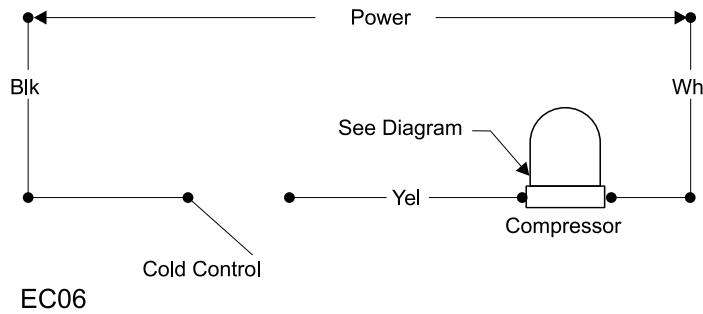 Power
Blk
Wh
See Diagram
Yel
Compressor
Cold Control
EC06